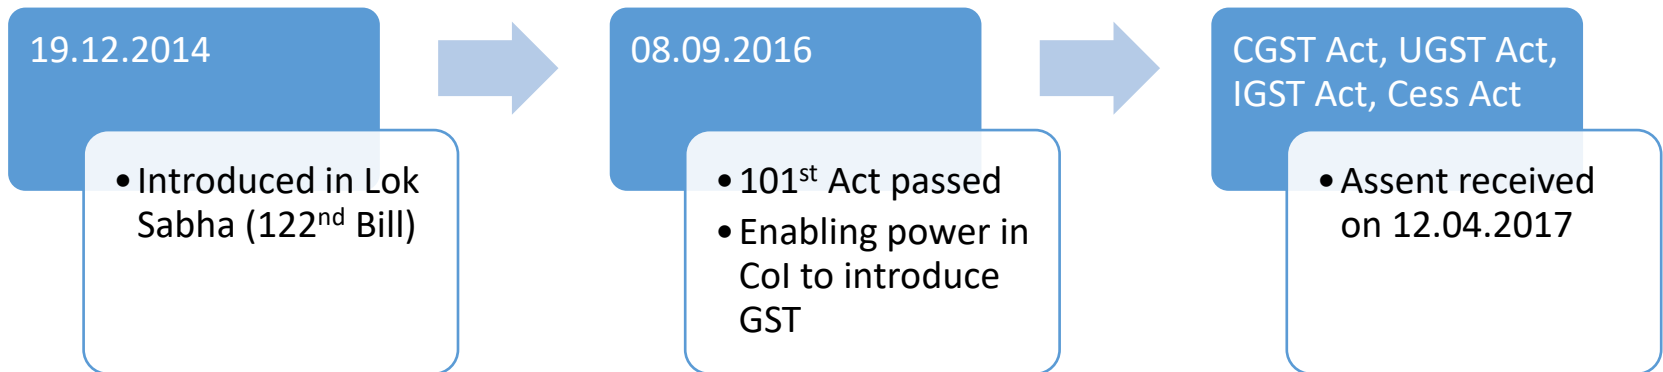 19.12.2014
• Introduced in Lok
Sabha (122nd Bill)
08.09.2016
• 101st Act passed
• Enabling power in
CoI to introduce
GST
CGST Act, UGST Act,
IGST Act, Cess Act
• Assent received
on 12.04.2017